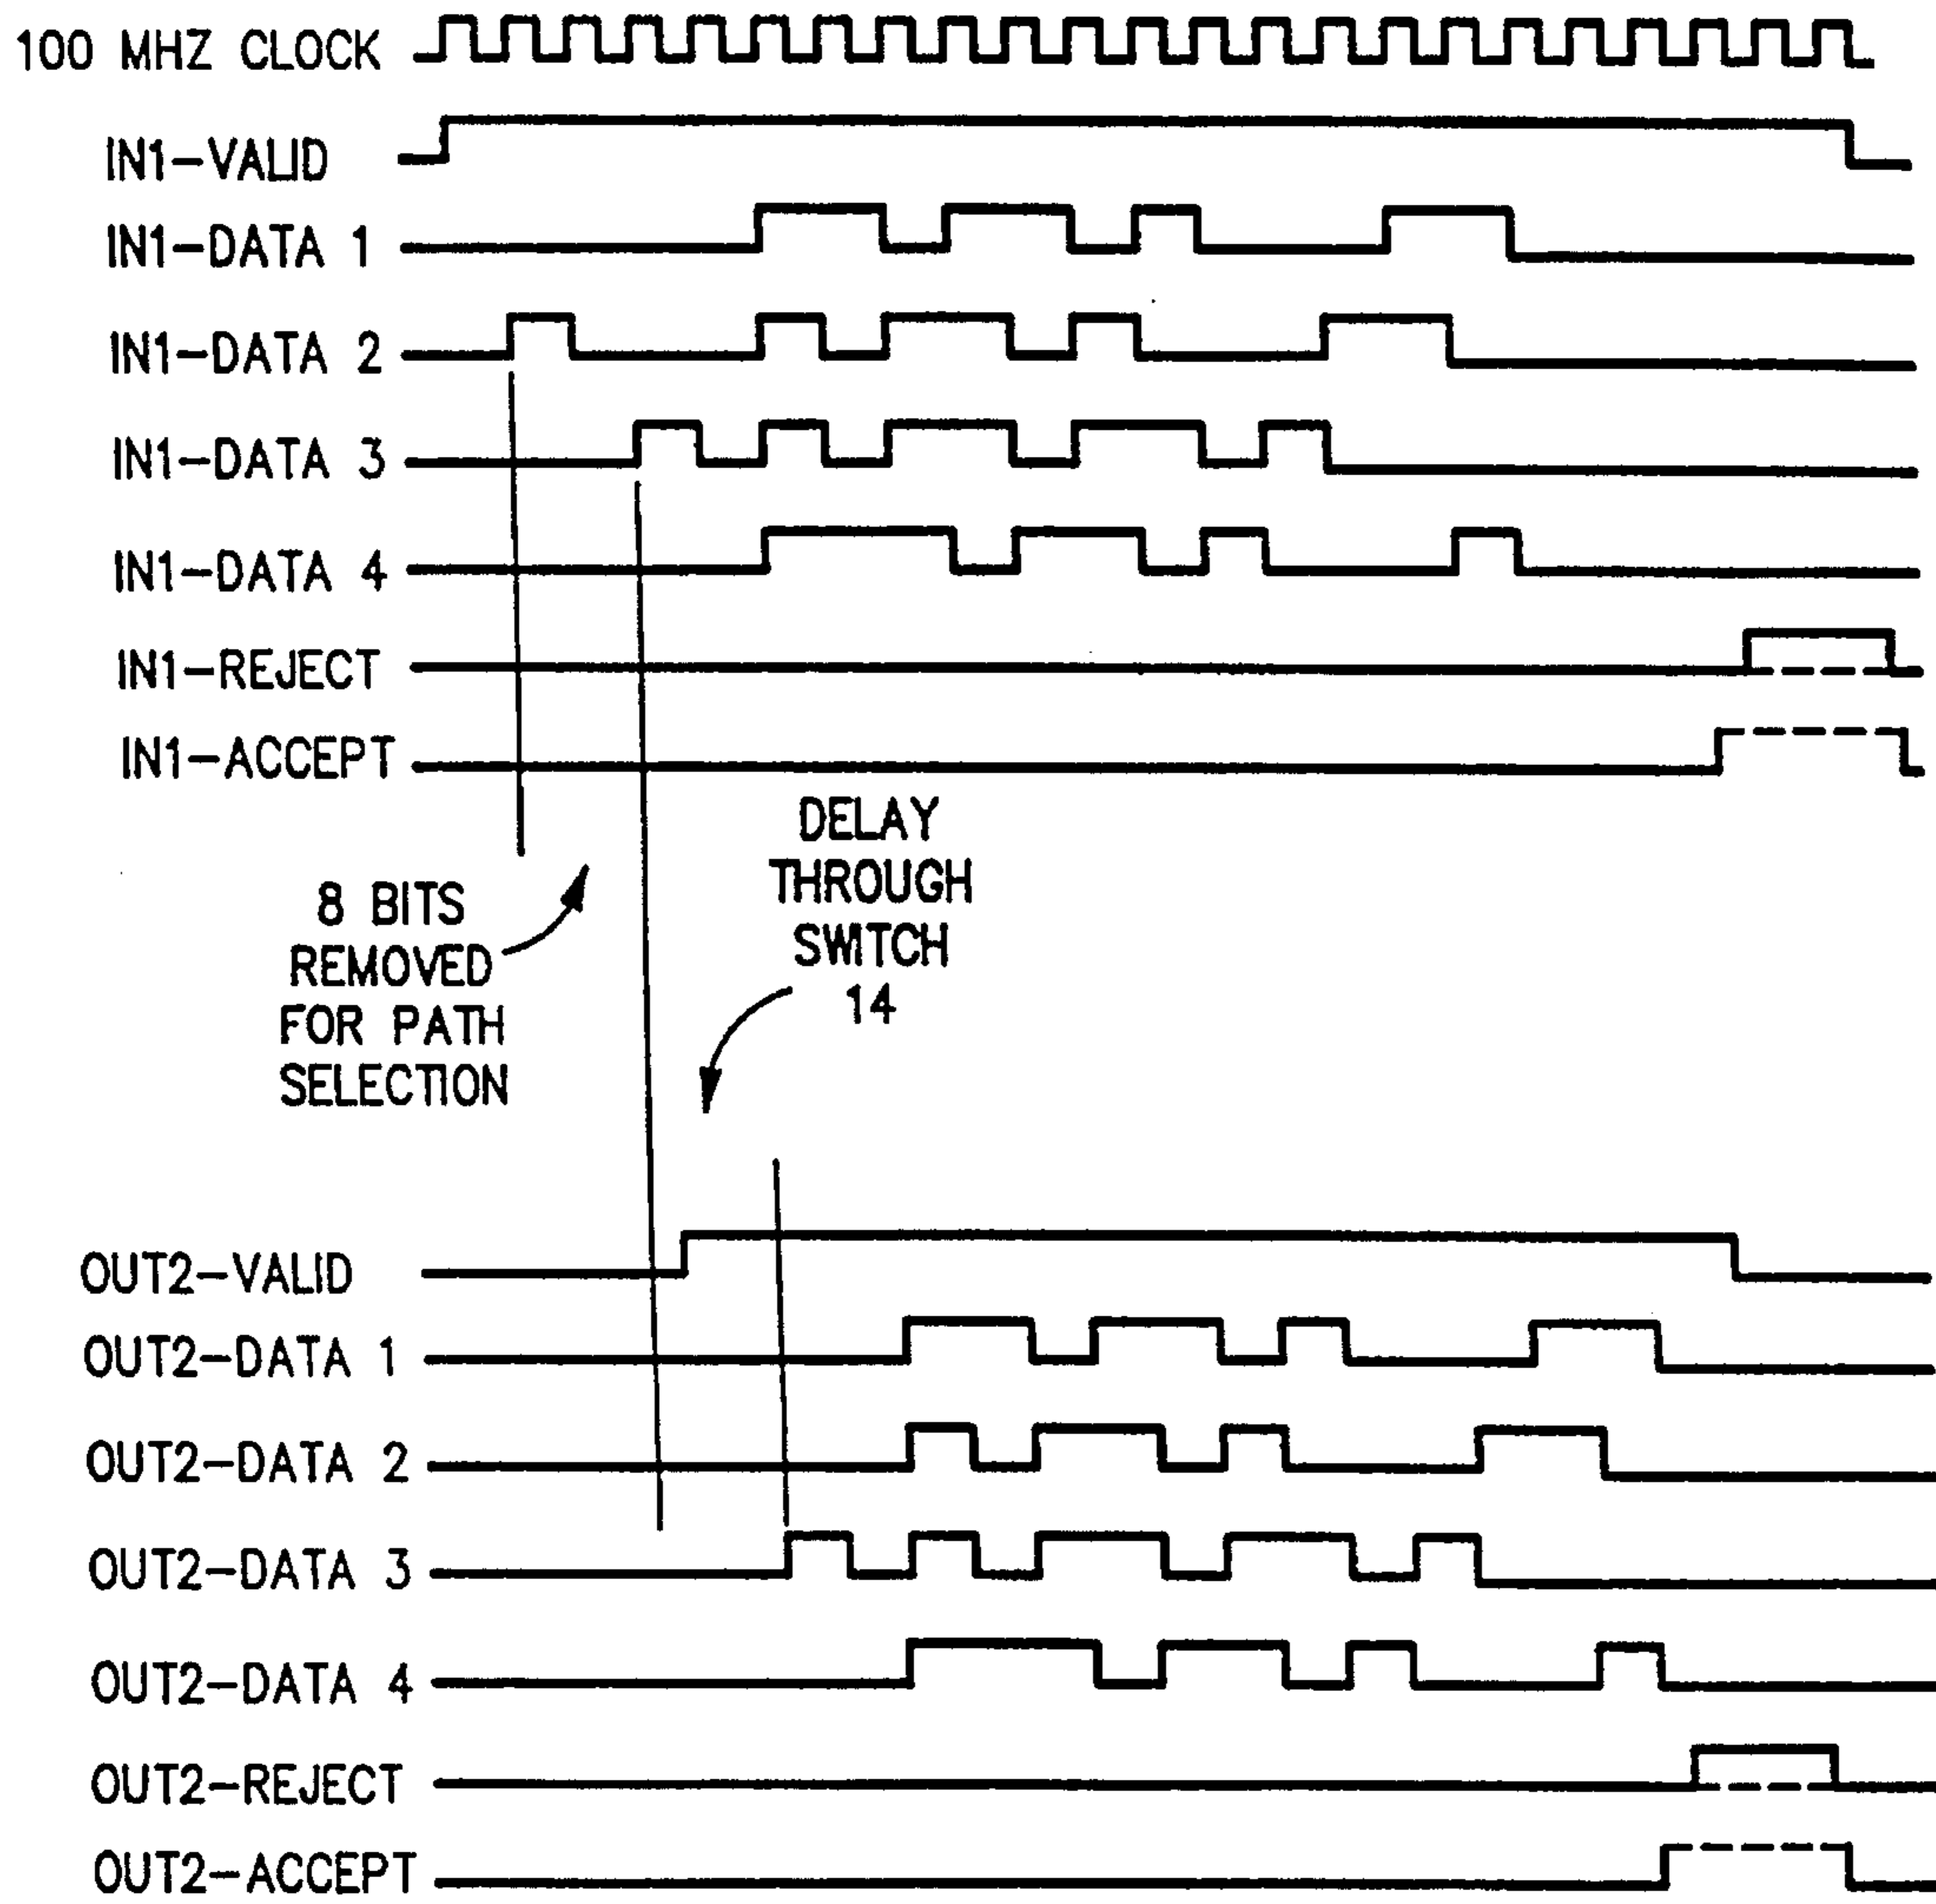 100 MHZ CLOCK
IN1-VALID
IN1-DATA 1
IN1-DATA 2
IN1-DATA 3
IN1-DATA 4
IN1-REJECT
IN1-ACCEPT
8 BITS
REMOVED
FOR PATH
SELECTION
DELAY
THROUGH
SWITCH
14
OUT2-VALID
OUT2-DATA 1
OUT2-DATA 2
OUT2-DATA 3
OUT2-DATA 4
OUT2-REJECT
OUT2-ACCEPT